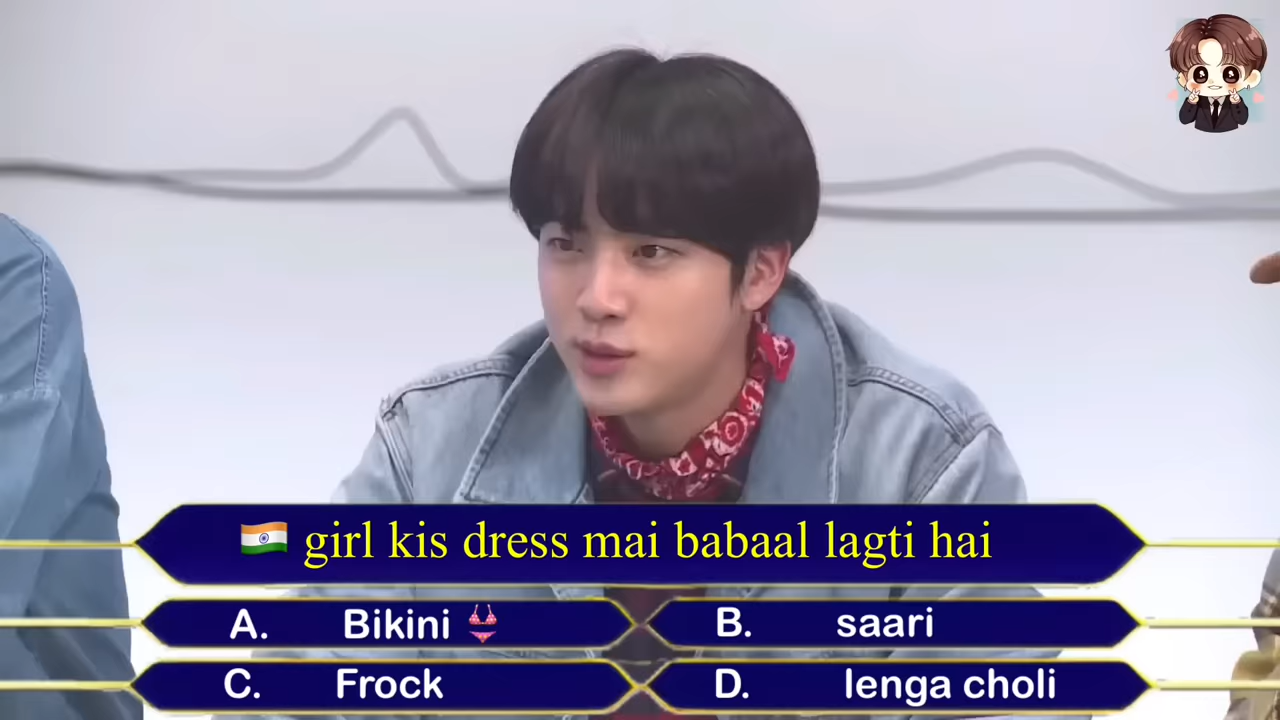 🇮🇳 girl kis dress mai babaal lagti hai
A. Bikini 👙
B. saari
C. Frock
D. lenga choli